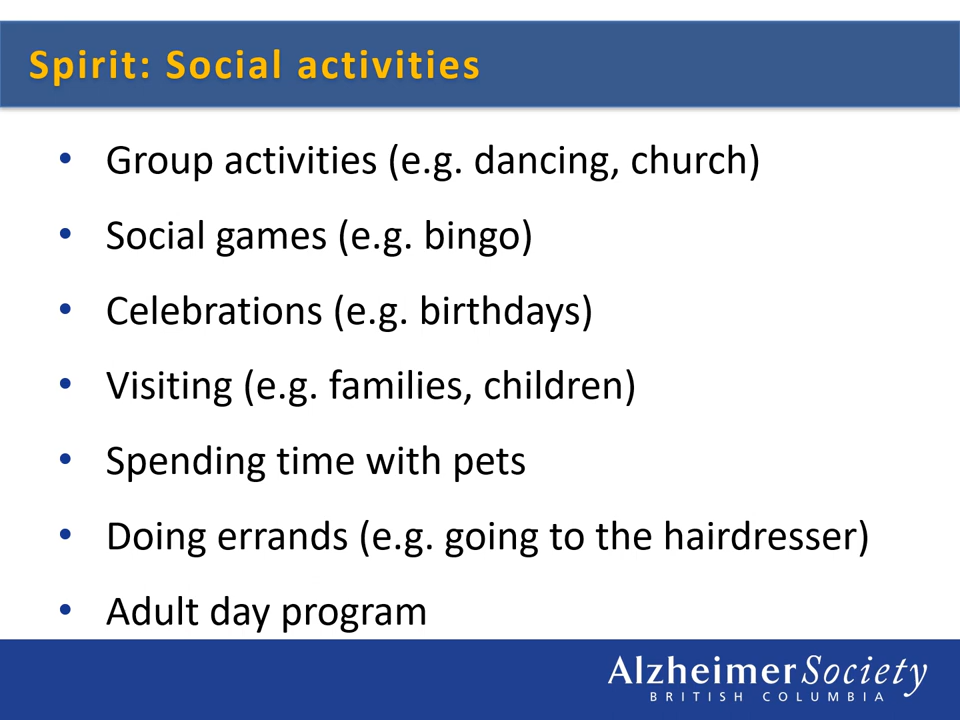 Spirit: Social activities
• Group activities (e.g. dancing, church)
• Social games (e.g. bingo)
• Celebrations (e.g. birthdays)
• Visiting (e.g. families, children)
• Spending time with pets
• Doing errands (e.g. going to the hairdresser)
• Adult day program
Alzheimer Society
BRITISH COLUMBIA